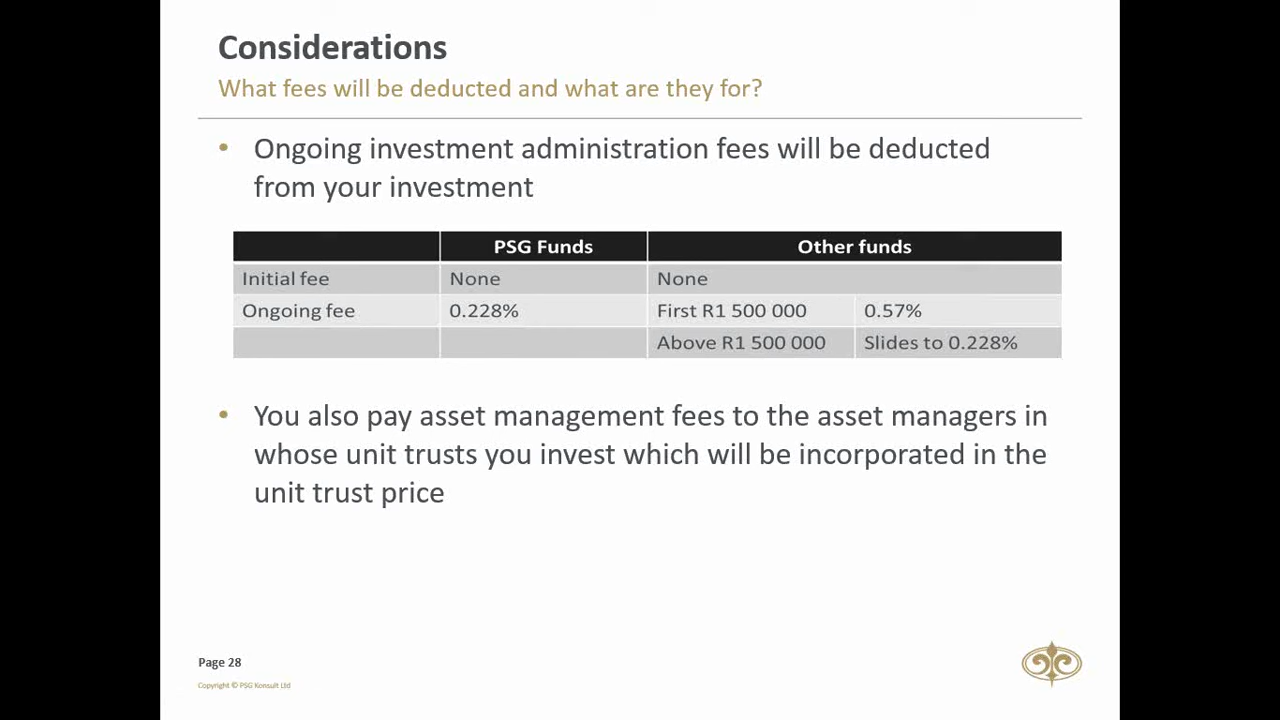 Considerations
What fees will be deducted and what are they for?
• Ongoing investment administration fees will be deducted
from your investment
PSG Funds Other funds
Initial fee None None
Ongoing fee 0.228% First R1 500 000 0.57%
Above R1 500 000 Slides to 0.228%
• You also pay asset management fees to the asset managers in
whose unit trusts you invest which will be incorporated in the
unit trust price
Page 28
Copyright © PSG Konsult Ltd